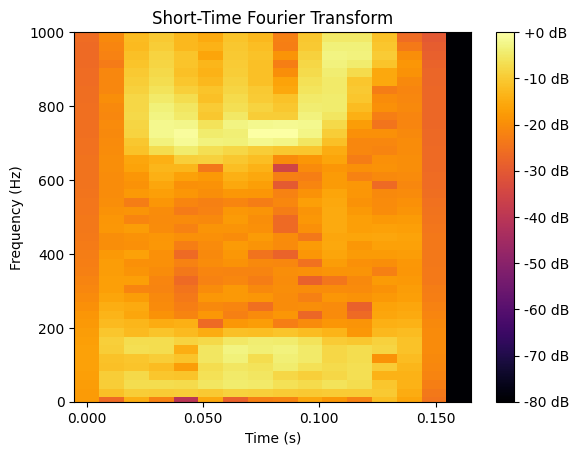 Short-Time Fourier Transform
1000
800
600
400
200
0
Frequency (Hz)
0.000
0.050
0.100
0.150
Time (s)
+0 dB
-10 dB
-20 dB
-30 dB
-40 dB
-50 dB
-60 dB
-70 dB
-80 dB